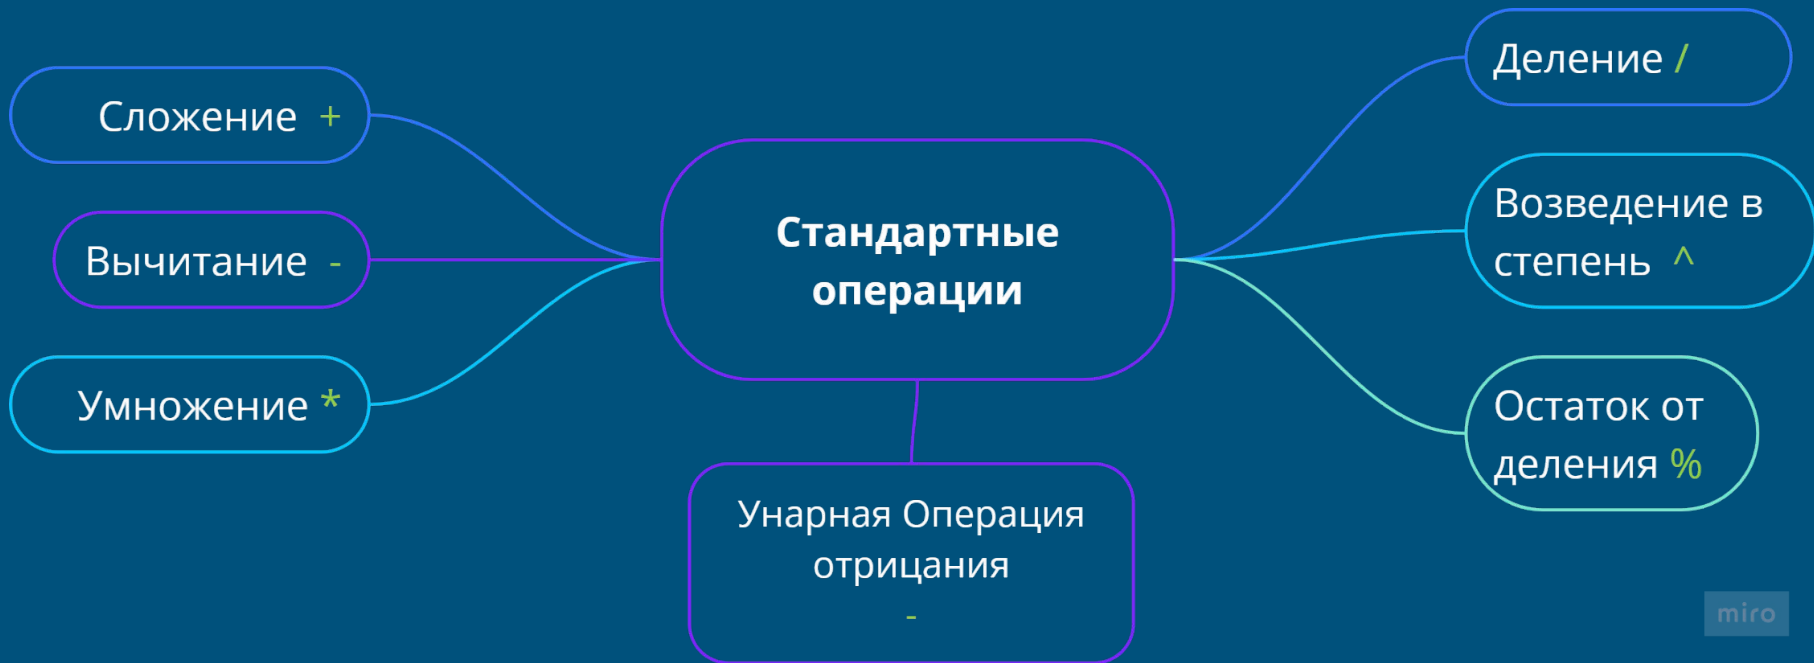 Сложение +
Вычитание -
Умножение *
Стандартные
операции
Унарная Операция
отрицания
-
Деление /
Возведение в
степень ^
Остаток от
деления %
miro